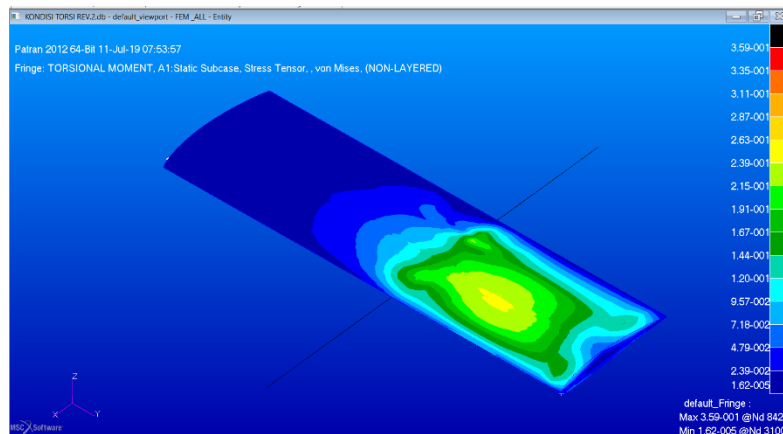 KONDISI TORSI REV.2.db - default_viewport - FEM_ALL - Entity
Patran 2012 64-Bit 11-Jul-19 07:53:57
Fringe: TORSIONAL MOMENT, A1:Static Subcase, Stress Tensor, , von Mises, (NON-LAYERED)
3.59-001
3.35-001
3.11-001
2.87-001
2.63-001
2.39-001
2.15-001
1.91-001
1.67-001
1.44-001
1.20-001
9.57-002
7.18-002
4.79-002
2.39-002
1.62-005
default_Fringe :
Max 3.59-001 @Nd 842
Min 1.62-005 @Nd 310
Z
X
Y
MSC Software